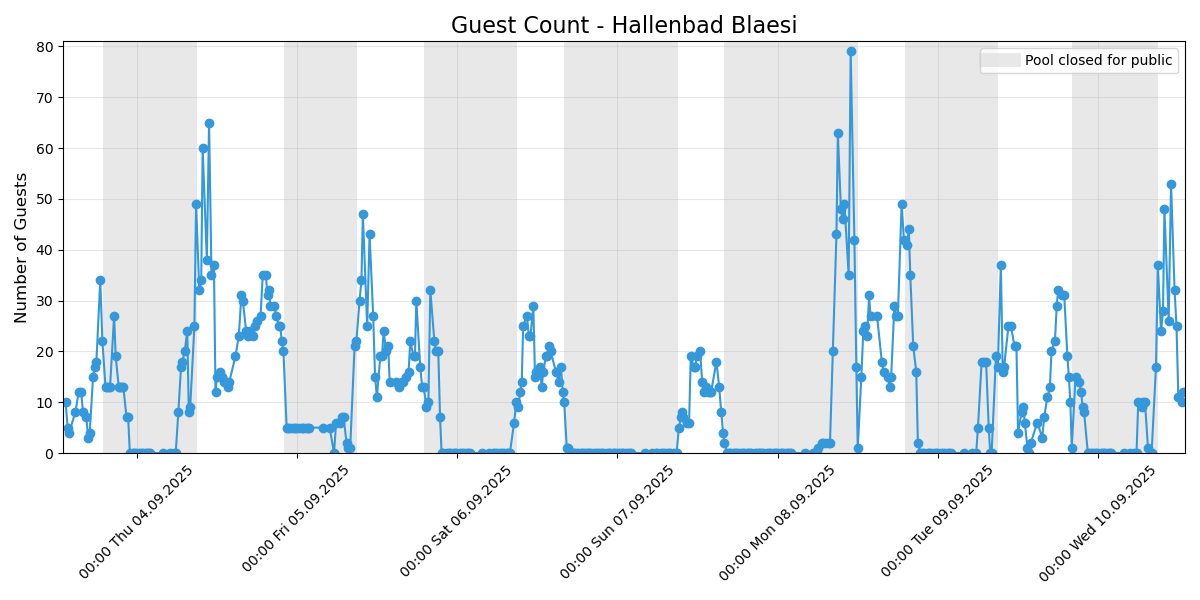 Guest Count - Hallenbad Blaesi
Pool closed for public
Number of Guests
80
70
60
50
40
30
20
10
0
00:00 Thu 04.09.2025
00:00 Fri 05.09.2025
00:00 Sat 06.09.2025
00:00 Sun 07.09.2025
00:00 Mon 08.09.2025
00:00 Tue 09.09.2025
00:00 Wed 10.09.2025